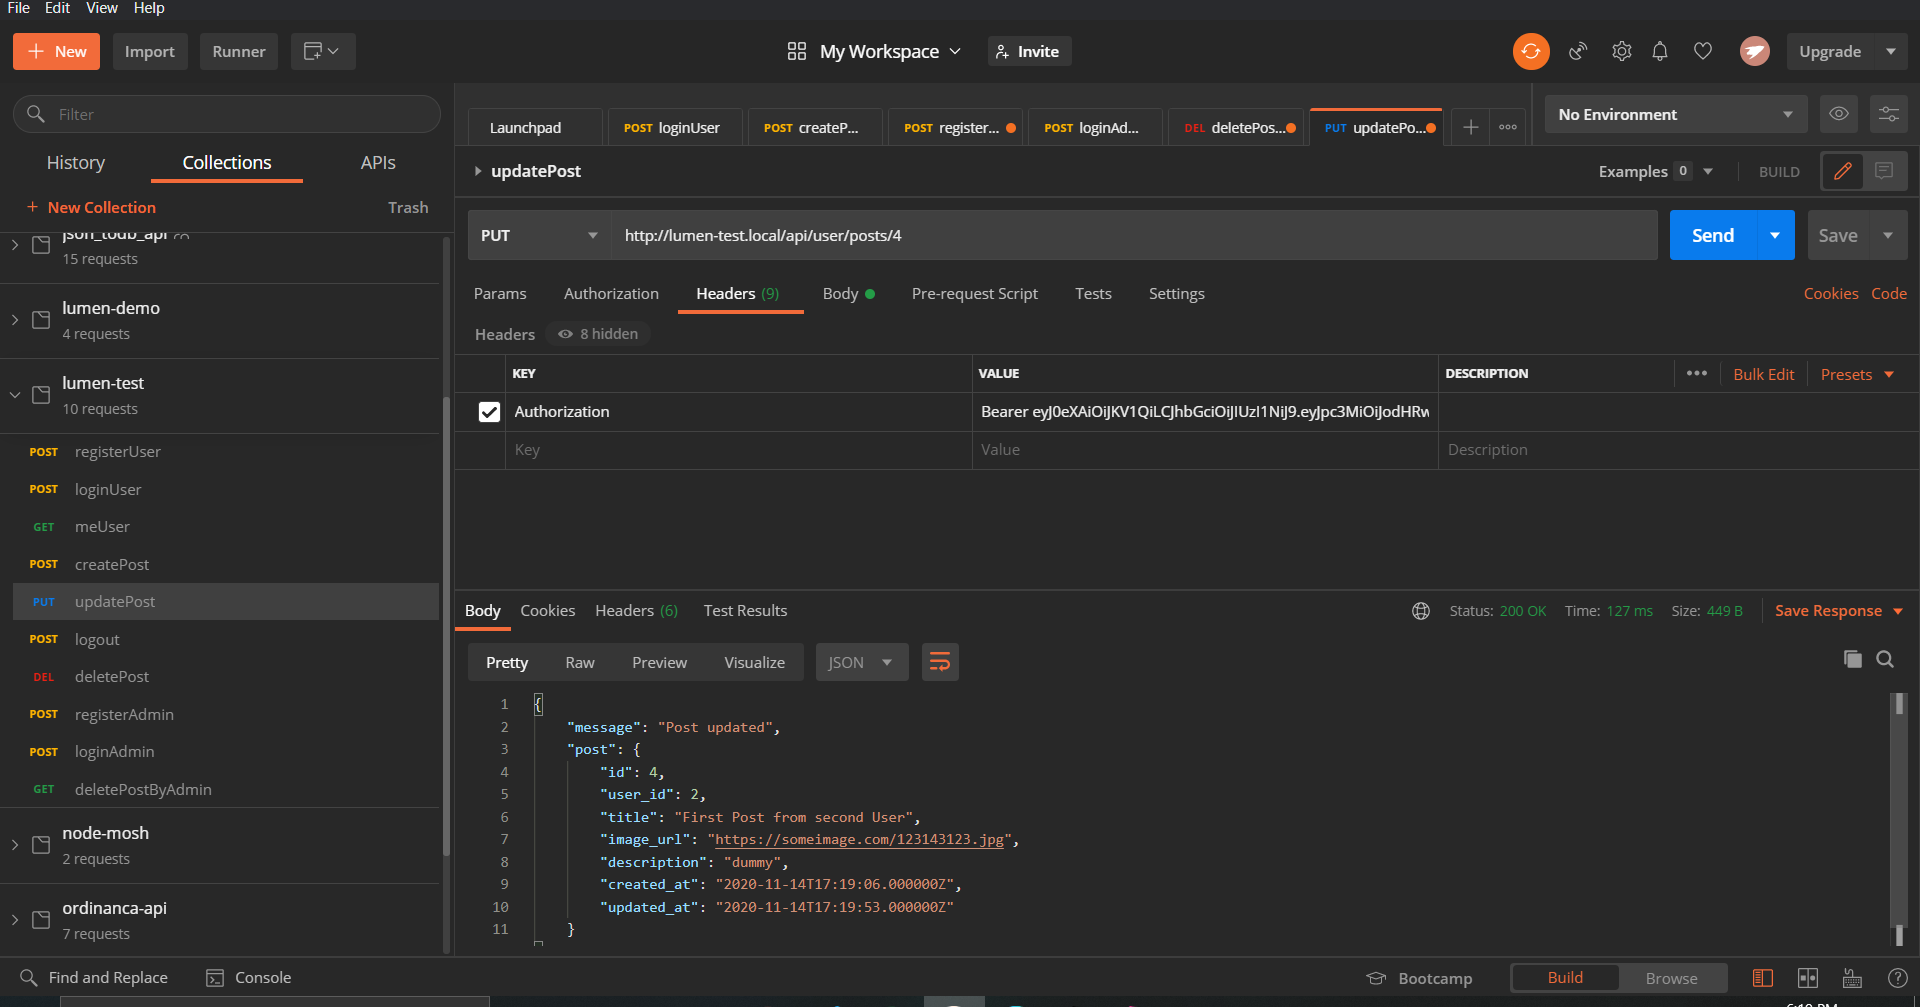 File Edit View Help
New Import Runner My Workspace Invite Upgrade
Filter
History Collections APIs
New Collection Trash
json_todb_api
15 requests
lumen-demo
4 requests
lumen-test
10 requests
POST registerUser
POST loginUser
GET meUser
POST createPost
PUT updatePost
POST logout
DEL deletePost
POST registerAdmin
POST loginAdmin
GET deletePostByAdmin
node-mosh
2 requests
ordinanca-api
7 requests
Launchpad POST loginUser POST createP... POST register... POST loginAd... DEL deletePos... PUT updatePo...
No Environment
updatePost Examples 0 BUILD
PUT http://lumen-test.local/api/user/posts/4 Send Save
Params Authorization Headers (9) Body Pre-request Script Tests Settings Cookies Code
Headers 8 hidden
KEY VALUE DESCRIPTION Bulk Edit Presets
Authorization Bearer eyJ0eXAiOiJKV1QiLCJhbGciOiJIUzI1NiJ9.eyJpc3MiOiJodHRw
Key Value Description
Body Cookies Headers (6) Test Results Status: 200 OK Time: 127 ms Size: 449 B Save Response
Pretty Raw Preview Visualize JSON
1 {
2 "message": "Post updated",
3 "post": {
4 "id": 4,
5 "user_id": 2,
6 "title": "First Post from second User",
7 "image_url": "https://someimage.com/123143123.jpg",
8 "description": "dummy",
9 "created_at": "2020-11-14T17:19:06.000000Z",
10 "updated_at": "2020-11-14T17:19:53.000000Z"
11 }
Find and Replace Console Bootcamp Build Browse